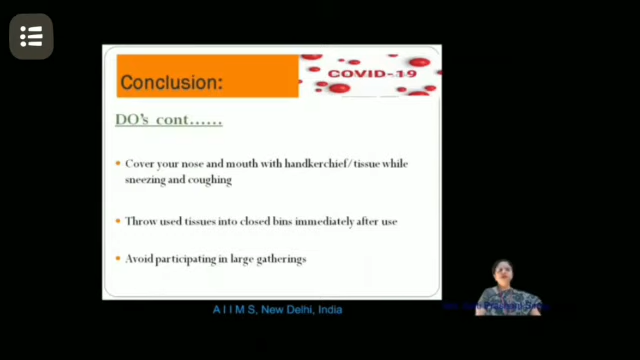 Conclusion:
COVID-19
DO's cont......
• Cover your nose and mouth with handkerchief/tissue while
sneezing and coughing
• Throw used tissues into closed bins immediately after use
• Avoid participating in large gatherings
A I I M S, New Delhi, India